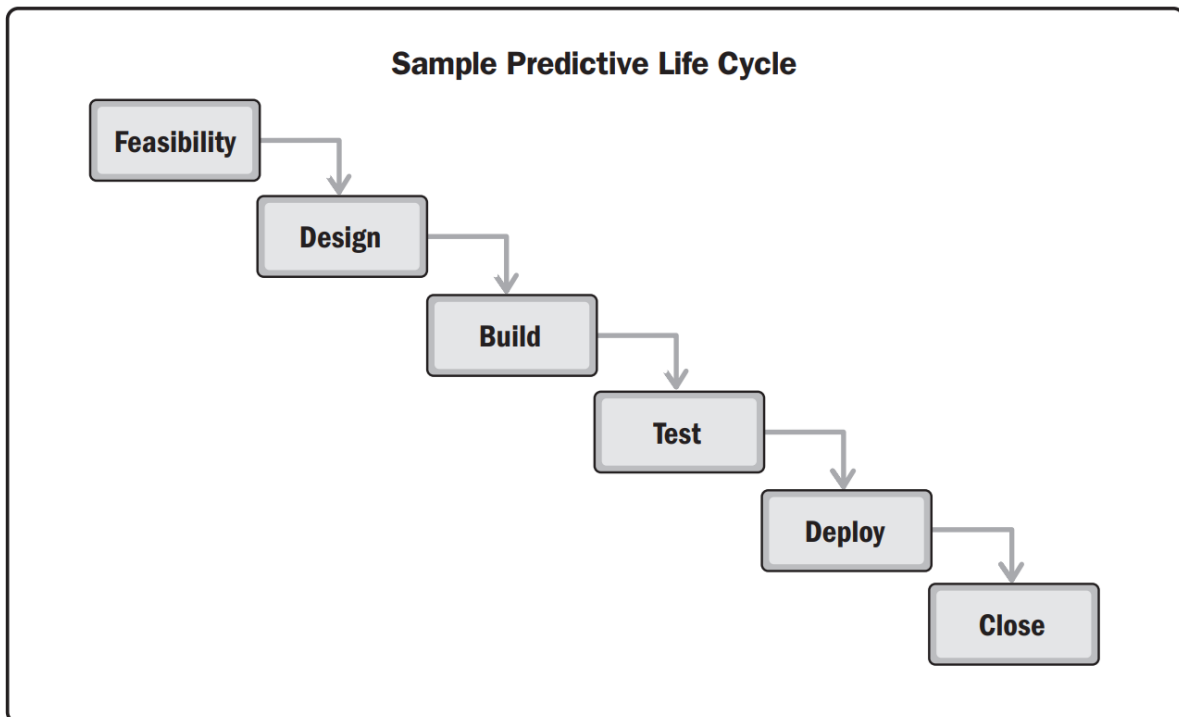 Sample Predictive Life Cycle
Feasibility
Design
Build
Test
Deploy
Close